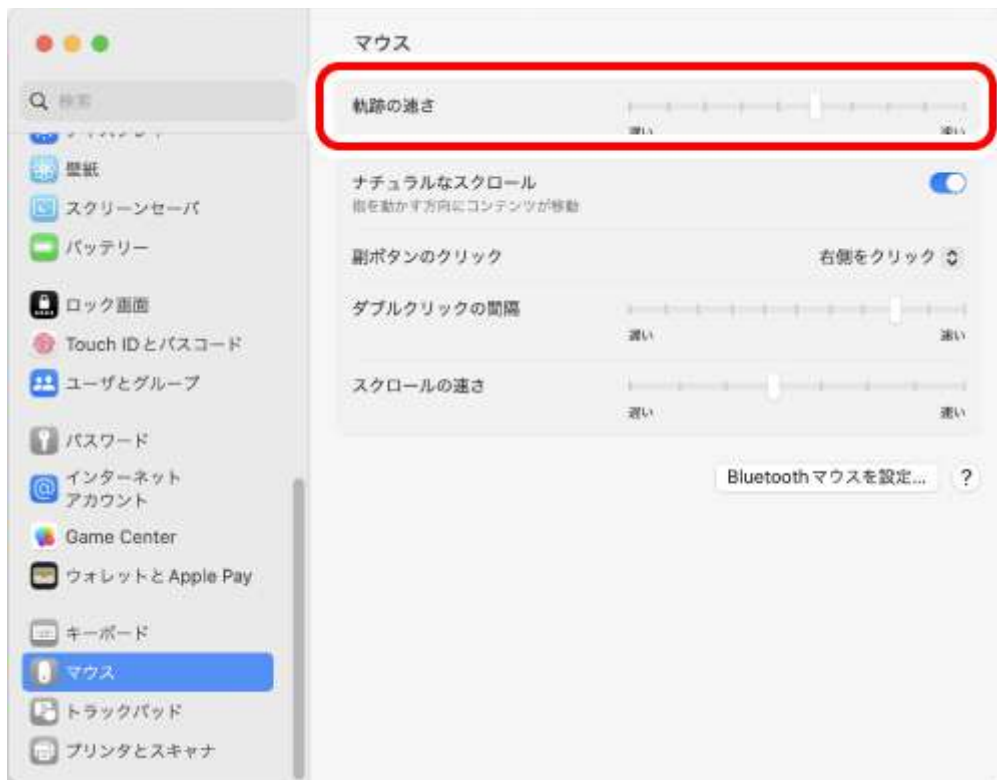 マウス
検索
軌跡の速さ
遅い
速い
壁紙
スクリーンセーバ
バッテリー
ロック画面
Touch IDとパスコード
ユーザとグループ
パスワード
インターネット
アカウント
Game Center
ウォレットとApple Pay
キーボード
マウス
トラックパッド
プリンタとスキャナ
ナチュラルなスクロール
指を動かす方向にコンテンツが移動
副ボタンのクリック
右側をクリック
ダブルクリックの間隔
遅い
速い
スクロールの速さ
遅い
速い
Bluetoothマウスを設定...
?